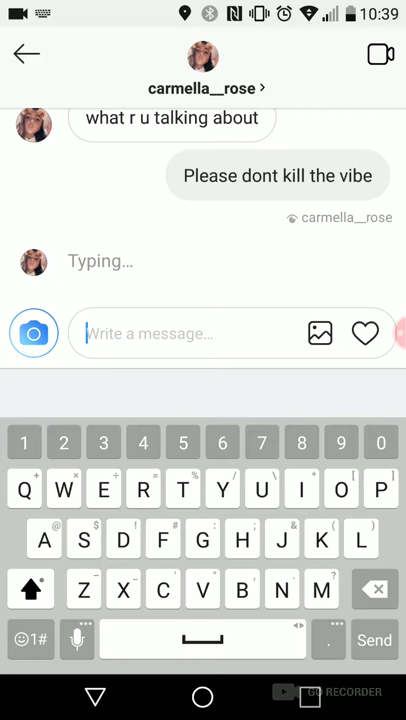 10:39
carmella__rose >
what r u talking about
Please dont kill the vibe
carmella__rose
Typing...
Write a message...
1 2 3 4 5 6 7 8 9 0
+ × ÷ = % / \ | [ ]
Q W E R T Y U I O P
@ $ ! # : ; & * ( )
A S D F G H J K L
Z X C V B N M
☺1# . Send
GO RECORDER